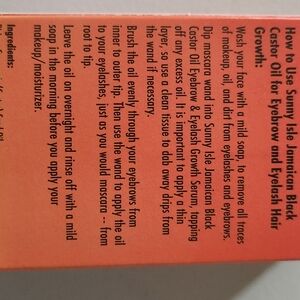 How to Use Sunny Isle Jamaican Black
Castor Oil for Eyebrow and Eyelash Hair
Growth:
Wash your face with a mild soap, to remove oil traces
of makeup, oil, and dirt from eyelashes and eyebrows.
Dip mascara wand into Sunny Isle Jamaican Black
Castor Oil Eyebrow & Eyelash Growth Serum, tapping
off any excess oil. It is important to apply a thin
layer, so use a clean tissue to dab away drips from
the wand if necessary.
Brush the oil evenly through your eyebrows from
inner to outer tip. Then use the wand to apply the oil
to your eyelashes, just as you would mascara -- from
root to tip.
Leave the oil on overnight and rinse off with a mild
soap in the morning before you apply your
makeup/moisturizer.
Ingredients: